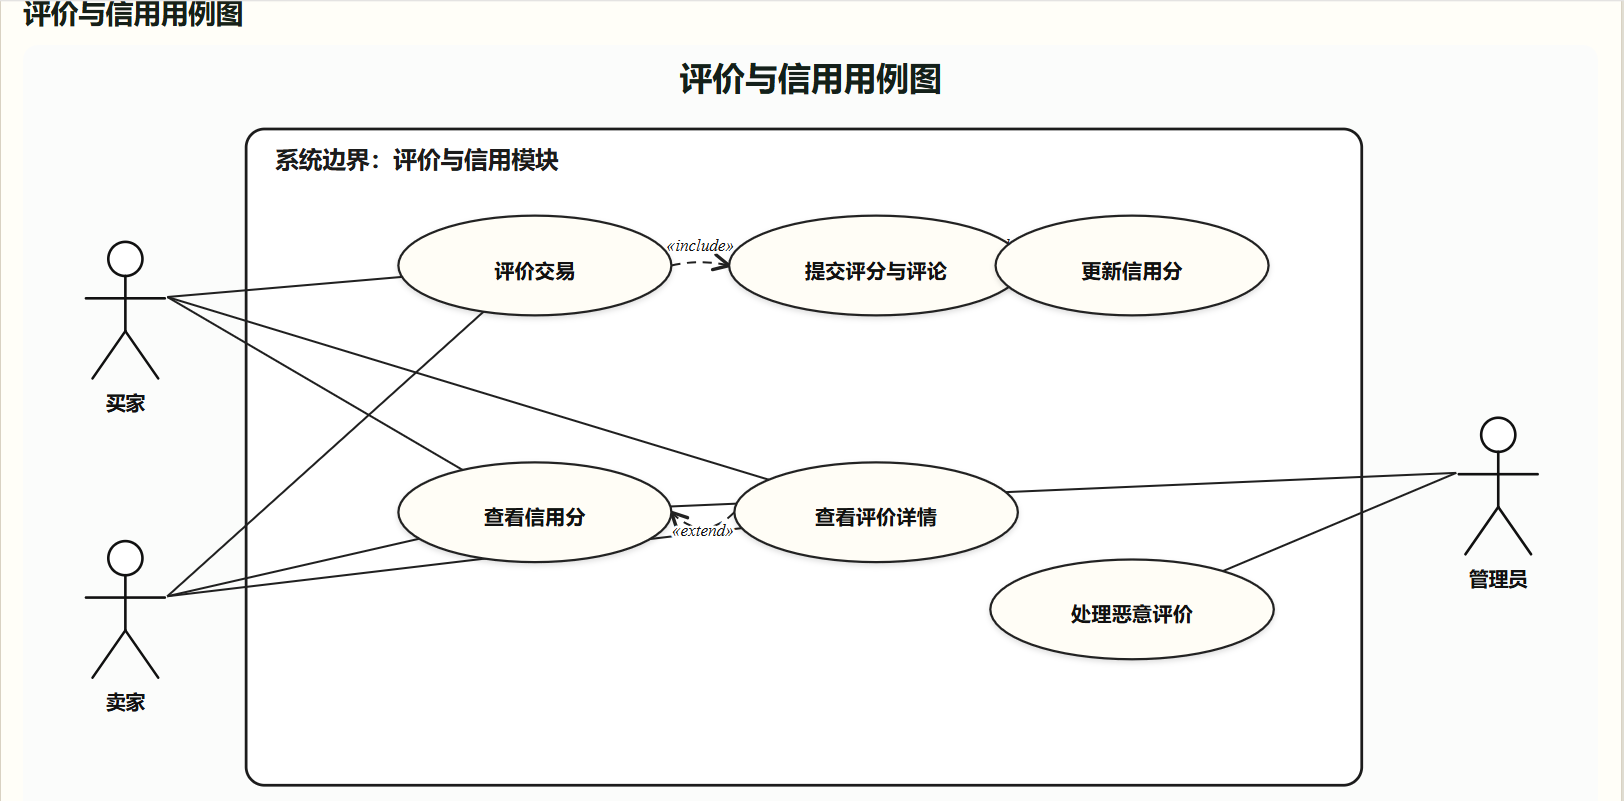 评价与信用用例图
评价与信用用例图
系统边界：评价与信用模块
«include»
评价交易
提交评分与评论
更新信用分
买家
查看信用分
查看评价详情
«extend»
管理员
处理恶意评价
卖家